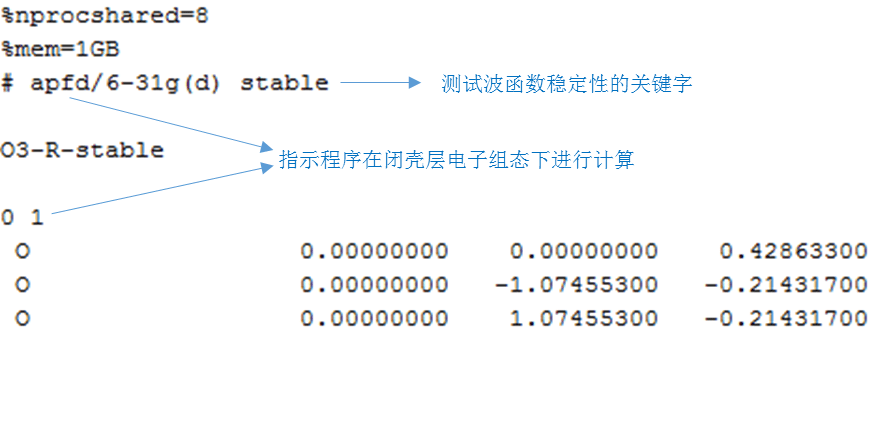 %nprocshared=8
%mem=1GB
# apfd/6-31g(d) stable
测试波函数稳定性的关键字
O3-R-stable
指示程序在闭壳层电子组态下进行计算
0 1
O 0.00000000 0.00000000 0.42863300
O 0.00000000 -1.07455300 -0.21431700
O 0.00000000 1.07455300 -0.21431700